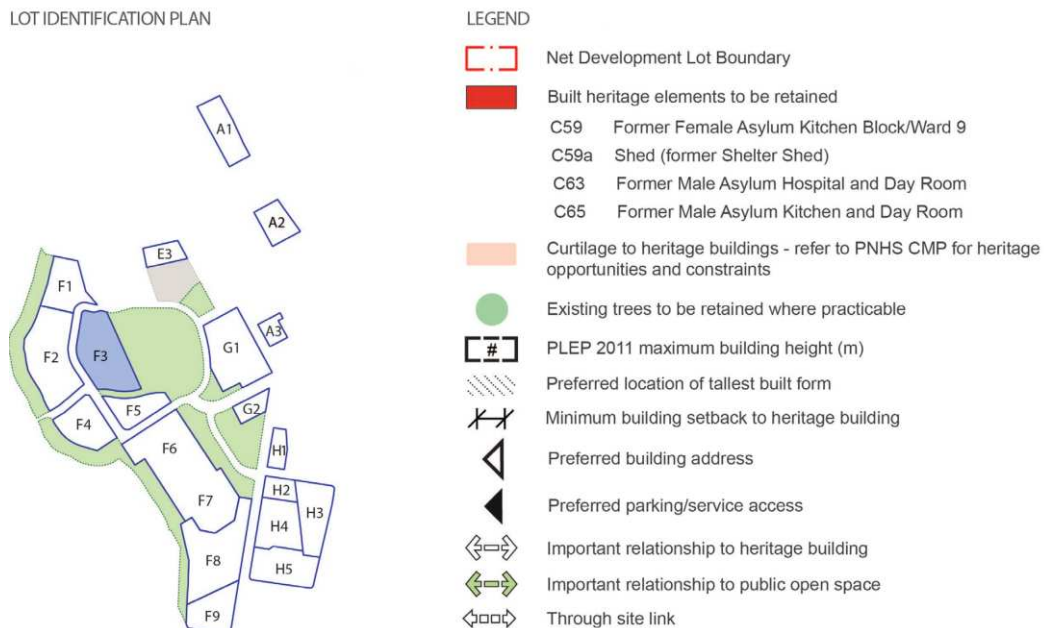 LOT IDENTIFICATION PLAN
A1
A2
E3
F1
A3
G1
F2
F3
G2
F5
F4
F6
H1
H2
F7
H3
H4
F8
H5
F9
LEGEND
Net Development Lot Boundary
Built heritage elements to be retained
C59 Former Female Asylum Kitchen Block/Ward 9
C59a Shed (former Shelter Shed)
C63 Former Male Asylum Hospital and Day Room
C65 Former Male Asylum Kitchen and Day Room
Curtilage to heritage buildings - refer to PNHS CMP for heritage
opportunities and constraints
Existing trees to be retained where practicable
# PLEP 2011 maximum building height (m)
Preferred location of tallest built form
Minimum building setback to heritage building
Preferred building address
Preferred parking/service access
Important relationship to heritage building
Important relationship to public open space
Through site link